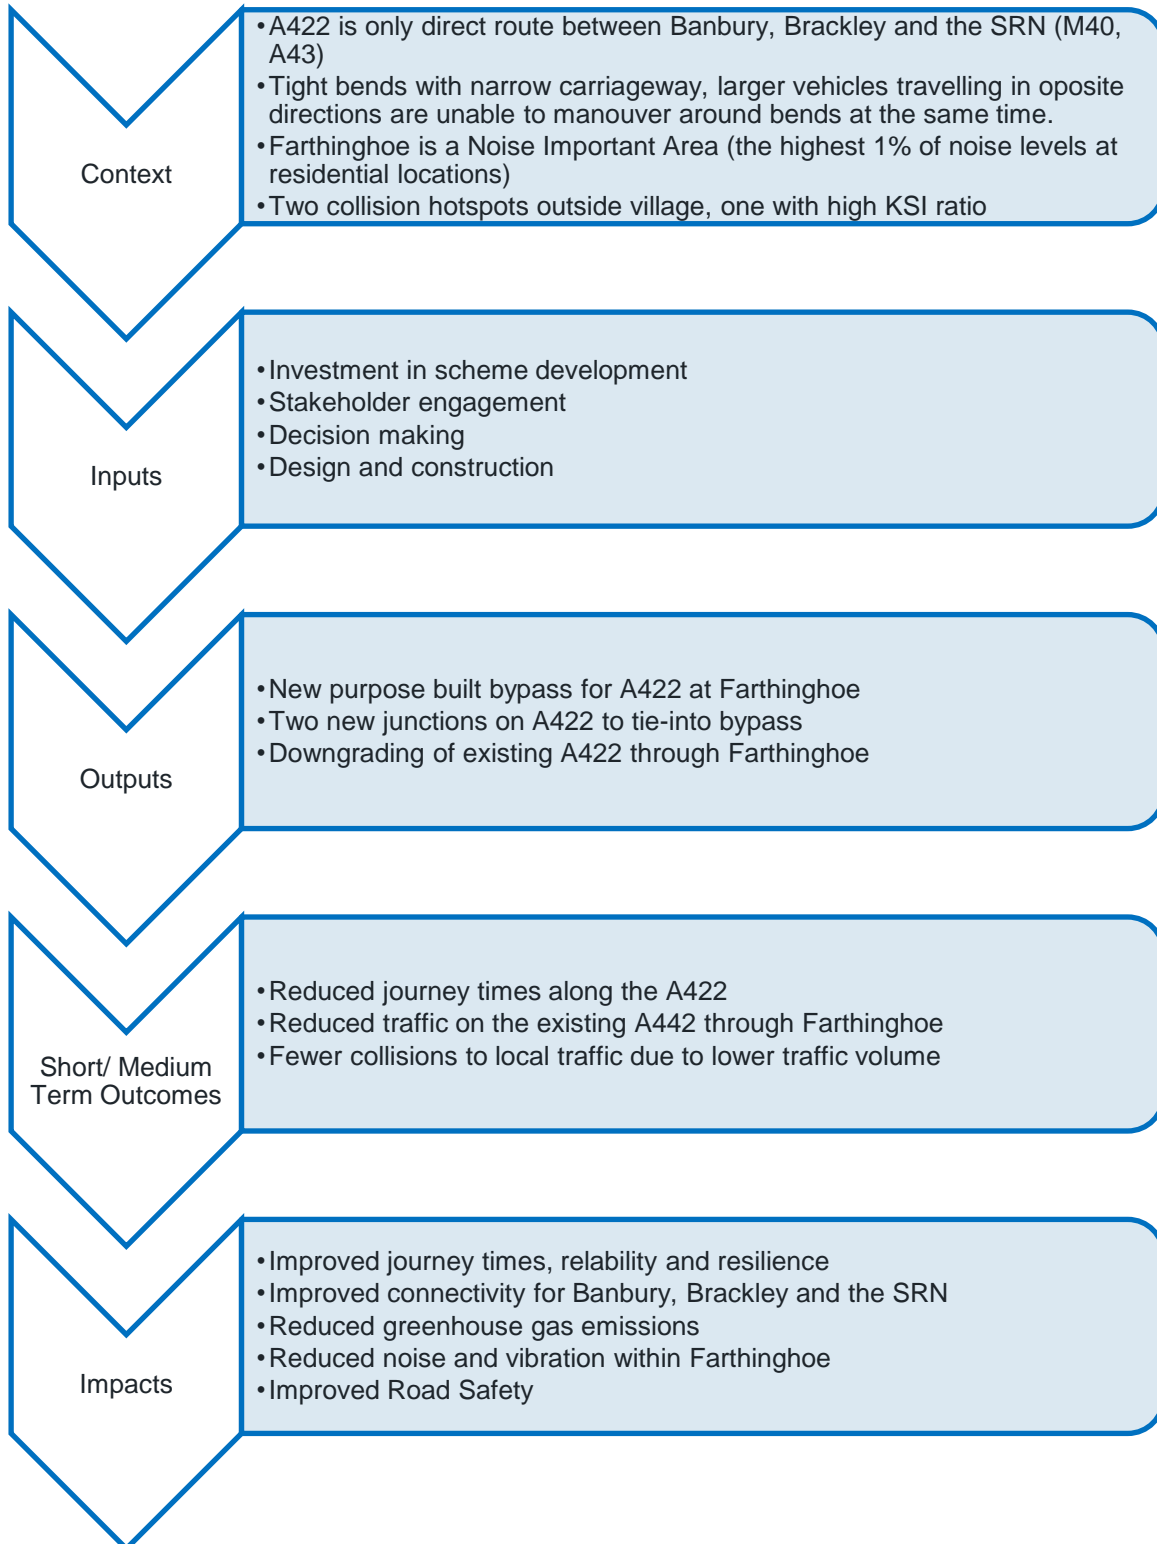 Context
•A422 is only direct route between Banbury, Brackley and the SRN (M40,
A43)
•Tight bends with narrow carriageway, larger vehicles travelling in oposite
directions are unable to manouver around bends at the same time.
•Farthinghoe is a Noise Important Area (the highest 1% of noise levels at
residential locations)
•Two collision hotspots outside village, one with high KSI ratio
Inputs
•Investment in scheme development
•Stakeholder engagement
•Decision making
•Design and construction
Outputs
•New purpose built bypass for A422 at Farthinghoe
•Two new junctions on A422 to tie-into bypass
•Downgrading of existing A422 through Farthinghoe
Short/ Medium
Term Outcomes
•Reduced journey times along the A422
•Reduced traffic on the existing A442 through Farthinghoe
•Fewer collisions to local traffic due to lower traffic volume
Impacts
•Improved journey times, relability and resilience
•Improved connectivity for Banbury, Brackley and the SRN
•Reduced greenhouse gas emissions
•Reduced noise and vibration within Farthinghoe
•Improved Road Safety